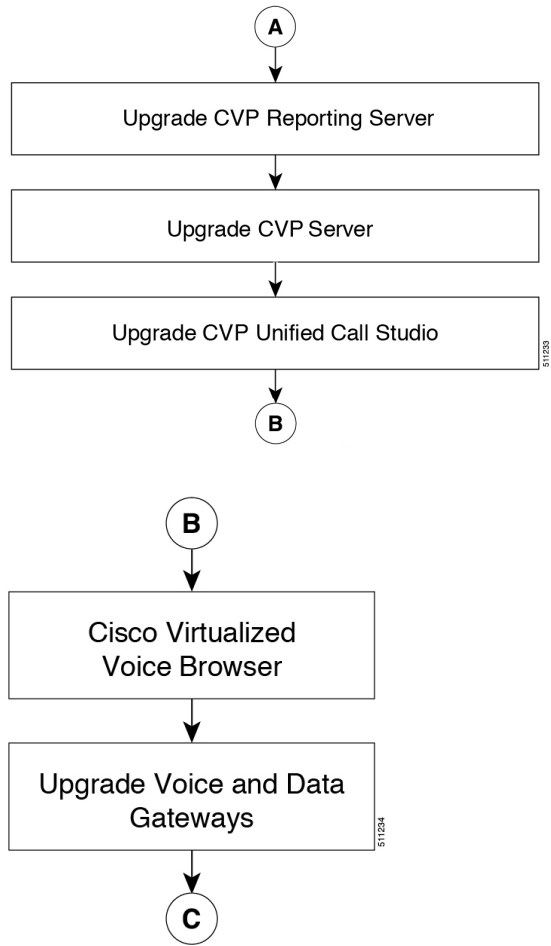 A
Upgrade CVP Reporting Server
Upgrade CVP Server
Upgrade CVP Unified Call Studio
511233
B
B
Cisco Virtualized
Voice Browser
Upgrade Voice and Data
Gateways
511234
C